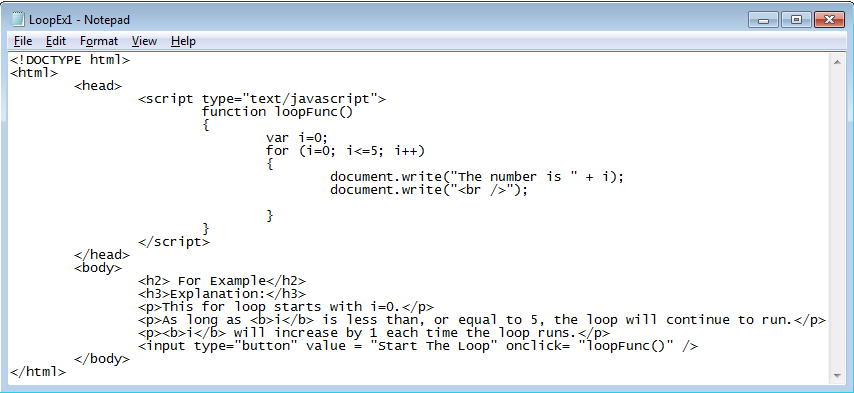 LoopEx1 - Notepad
File Edit Format View Help
<!DOCTYPE html>
<html>
<head>
<script type="text/javascript">
function loopFunc()
{
var i=0;
for (i=0; i<=5; i++)
{
document.write("The number is " + i);
document.write("<br />");
}
}
</script>
</head>
<body>
<h2> For Example</h2>
<h3>Explanation:</h3>
<p>This for loop starts with i=0.</p>
<p>As long as <b>i</b> is less than, or equal to 5, the loop will continue to run.</p>
<p><b>i</b> will increase by 1 each time the loop runs.</p>
<input type="button" value = "Start The Loop" onclick= "loopFunc()" />
</body>
</html>